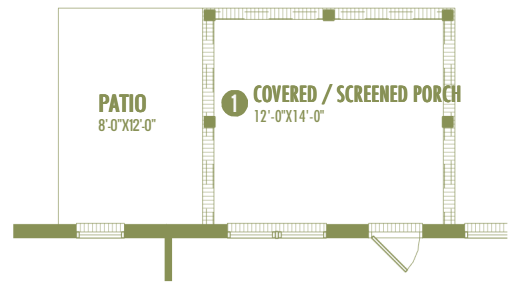 PATIO
8'-0"X12'-0"
1
COVERED / SCREENED PORCH
12'-0"X14'-0"